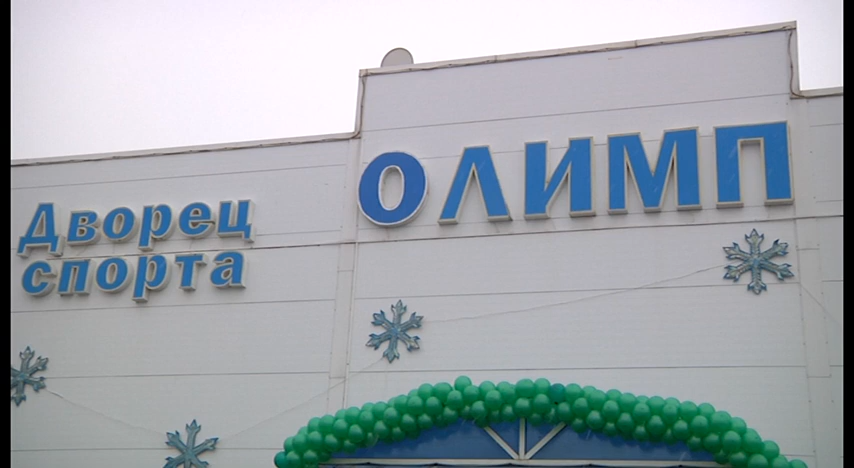 Дворец
спорта
ОЛИМП